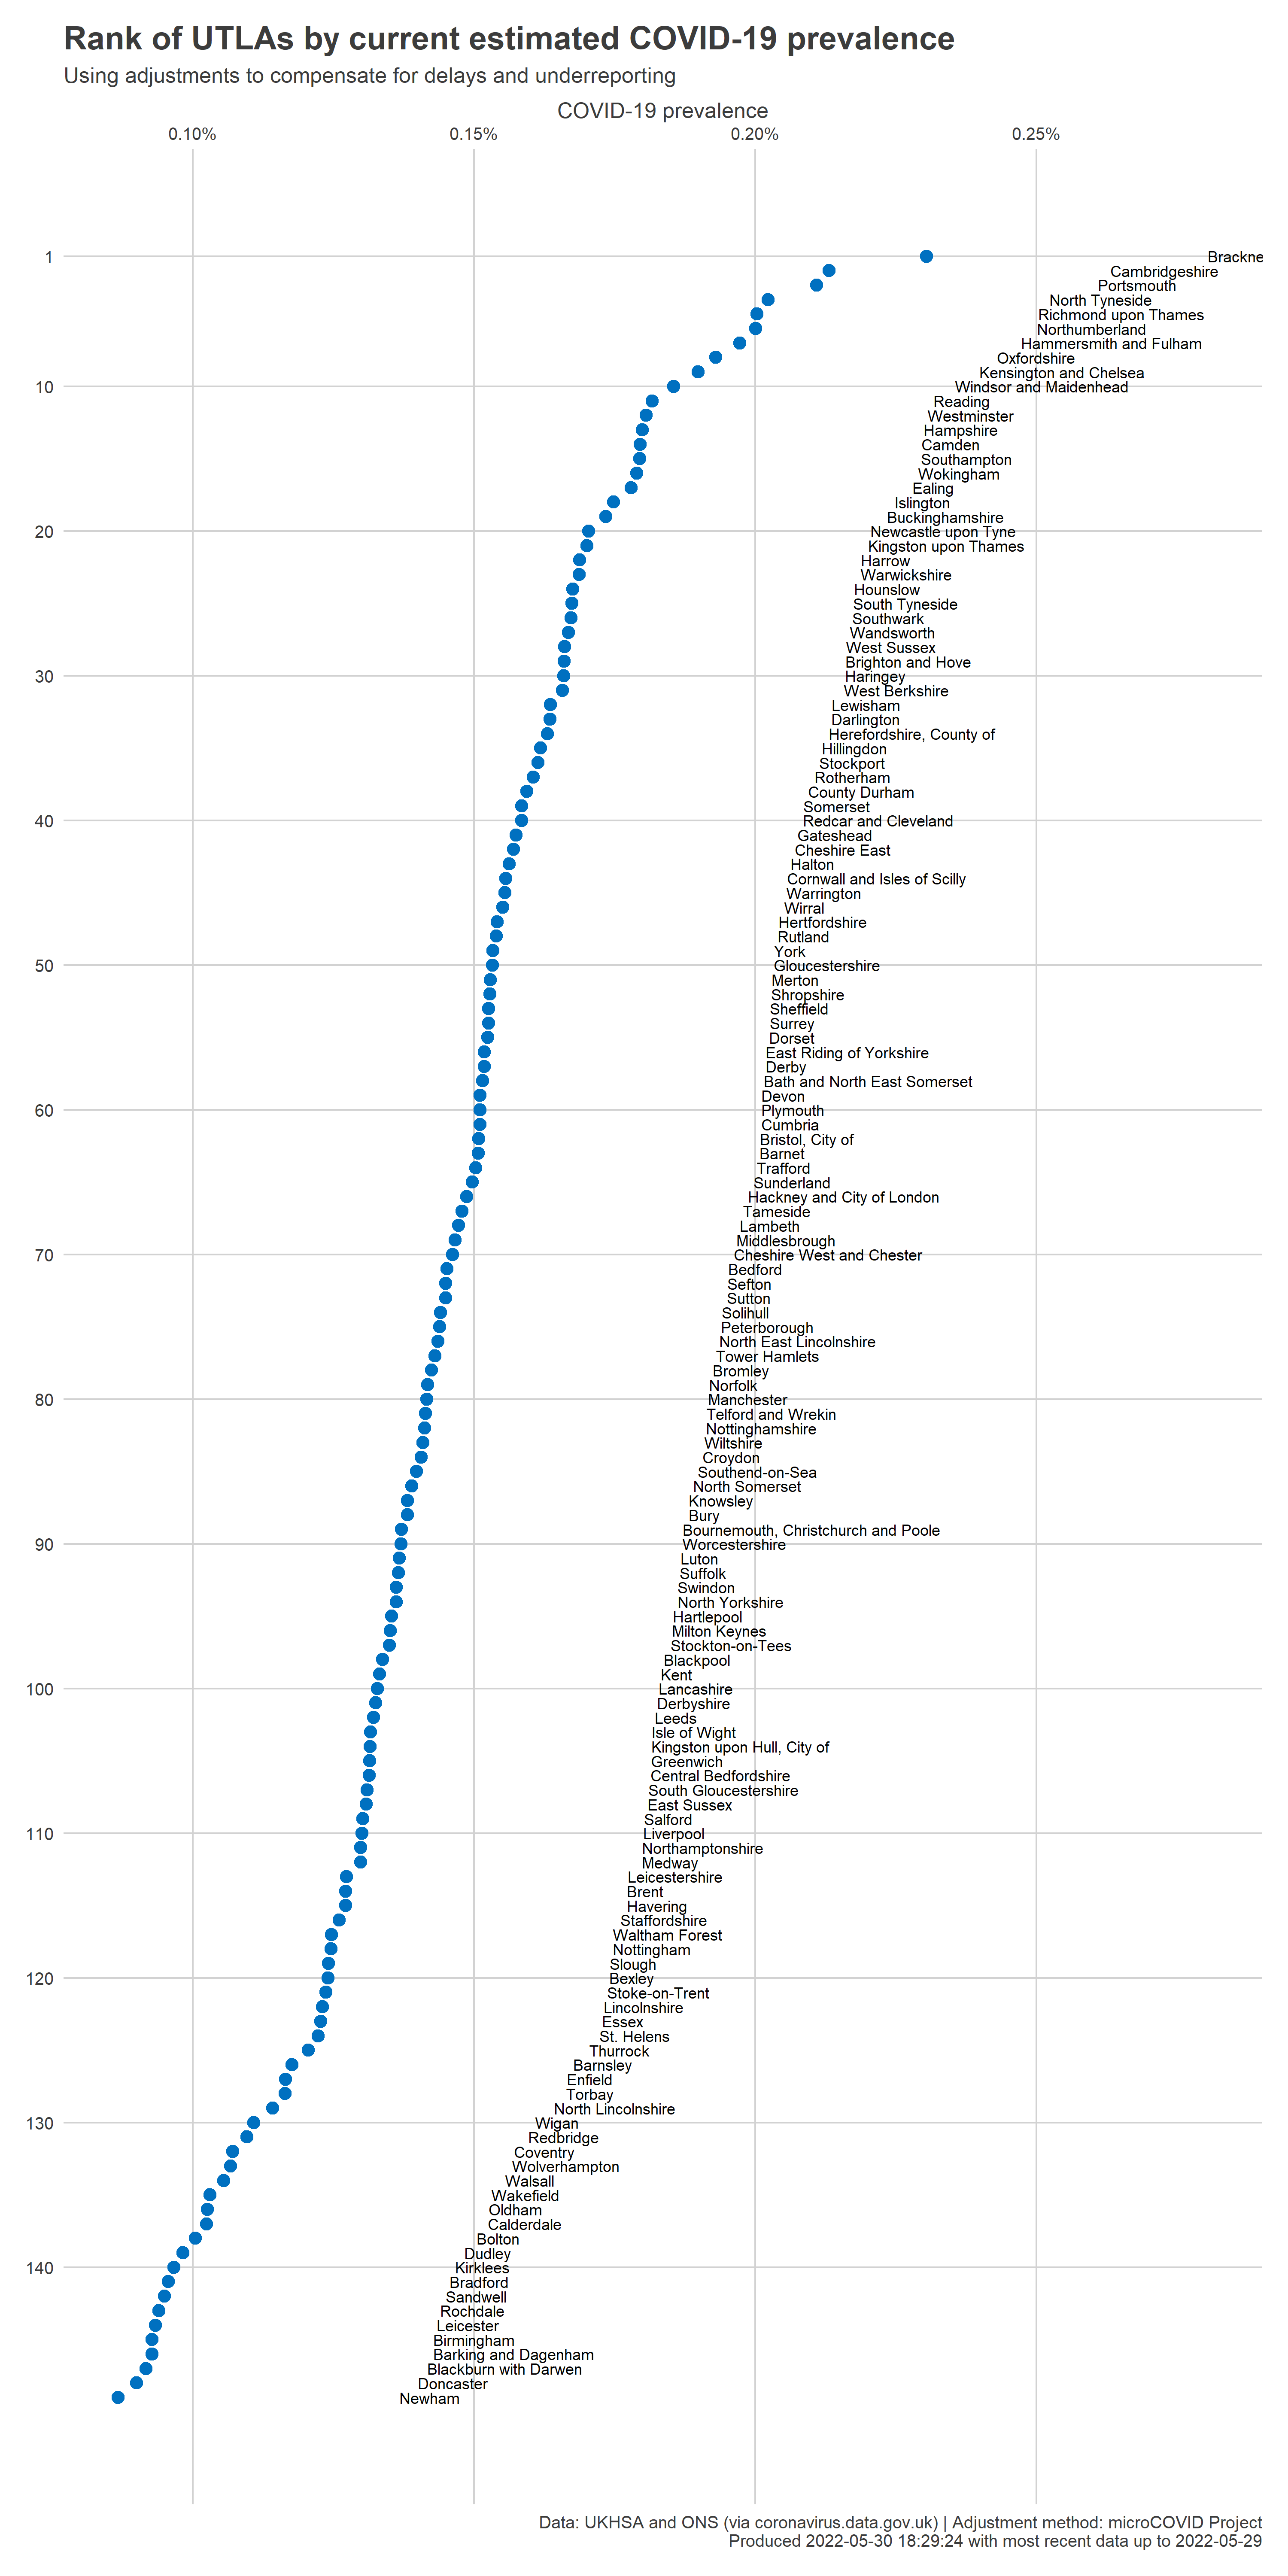 Rank of UTLAs by current estimated COVID-19 prevalence
Using adjustments to compensate for delays and underreporting
COVID-19 prevalence
0.10% 0.15% 0.20% 0.25%
1 Brackne
Cambridgeshire
Portsmouth
North Tyneside
Richmond upon Thames
Northumberland
Hammersmith and Fulham
Oxfordshire
Kensington and Chelsea
10 Windsor and Maidenhead
Reading
Westminster
Hampshire
Camden
Southampton
Wokingham
Ealing
Islington
Buckinghamshire
20 Newcastle upon Tyne
Kingston upon Thames
Harrow
Warwickshire
Hounslow
South Tyneside
Southwark
Wandsworth
West Sussex
Brighton and Hove
30 Haringey
West Berkshire
Lewisham
Darlington
Herefordshire, County of
Hillingdon
Stockport
Rotherham
County Durham
Somerset
40 Redcar and Cleveland
Gateshead
Cheshire East
Halton
Cornwall and Isles of Scilly
Warrington
Wirral
Hertfordshire
Rutland
York
50 Gloucestershire
Merton
Shropshire
Sheffield
Surrey
Dorset
East Riding of Yorkshire
Derby
Bath and North East Somerset
Devon
60 Plymouth
Cumbria
Bristol, City of
Barnet
Trafford
Sunderland
Hackney and City of London
Tameside
Lambeth
Middlesbrough
70 Cheshire West and Chester
Bedford
Sefton
Sutton
Solihull
Peterborough
North East Lincolnshire
Tower Hamlets
Bromley
Norfolk
80 Manchester
Telford and Wrekin
Nottinghamshire
Wiltshire
Croydon
Southend-on-Sea
North Somerset
Knowsley
Bury
Bournemouth, Christchurch and Poole
90 Worcestershire
Luton
Suffolk
Swindon
North Yorkshire
Hartlepool
Milton Keynes
Stockton-on-Tees
Blackpool
Kent
100 Lancashire
Derbyshire
Leeds
Isle of Wight
Kingston upon Hull, City of
Greenwich
Central Bedfordshire
South Gloucestershire
East Sussex
Salford
110 Liverpool
Northamptonshire
Medway
Leicestershire
Brent
Havering
Staffordshire
Waltham Forest
Nottingham
Slough
120 Bexley
Stoke-on-Trent
Lincolnshire
Essex
St. Helens
Thurrock
Barnsley
Enfield
Torbay
North Lincolnshire
130 Wigan
Redbridge
Coventry
Wolverhampton
Walsall
Wakefield
Oldham
Calderdale
Bolton
Dudley
140 Kirklees
Bradford
Sandwell
Rochdale
Leicester
Birmingham
Barking and Dagenham
Blackburn with Darwen
Doncaster
Newham
Data: UKHSA and ONS (via coronavirus.data.gov.uk) | Adjustment method: microCOVID Project
Produced 2022-05-30 18:29:24 with most recent data up to 2022-05-29